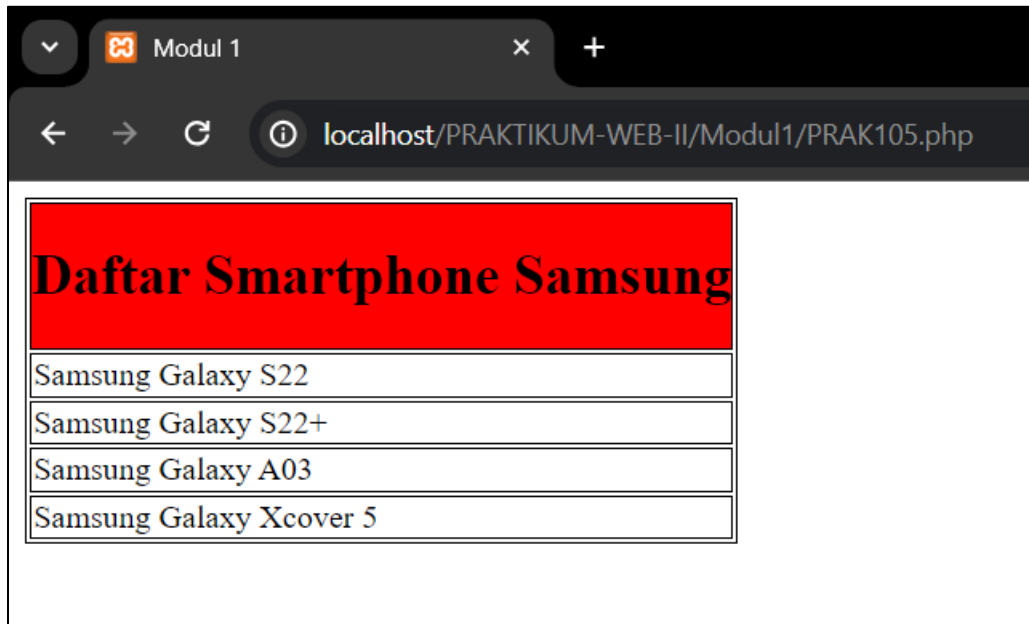 Modul 1
localhost/PRAKTIKUM-WEB-II/Modul1/PRAK105.php
Daftar Smartphone Samsung
Samsung Galaxy S22
Samsung Galaxy S22+
Samsung Galaxy A03
Samsung Galaxy Xcover 5